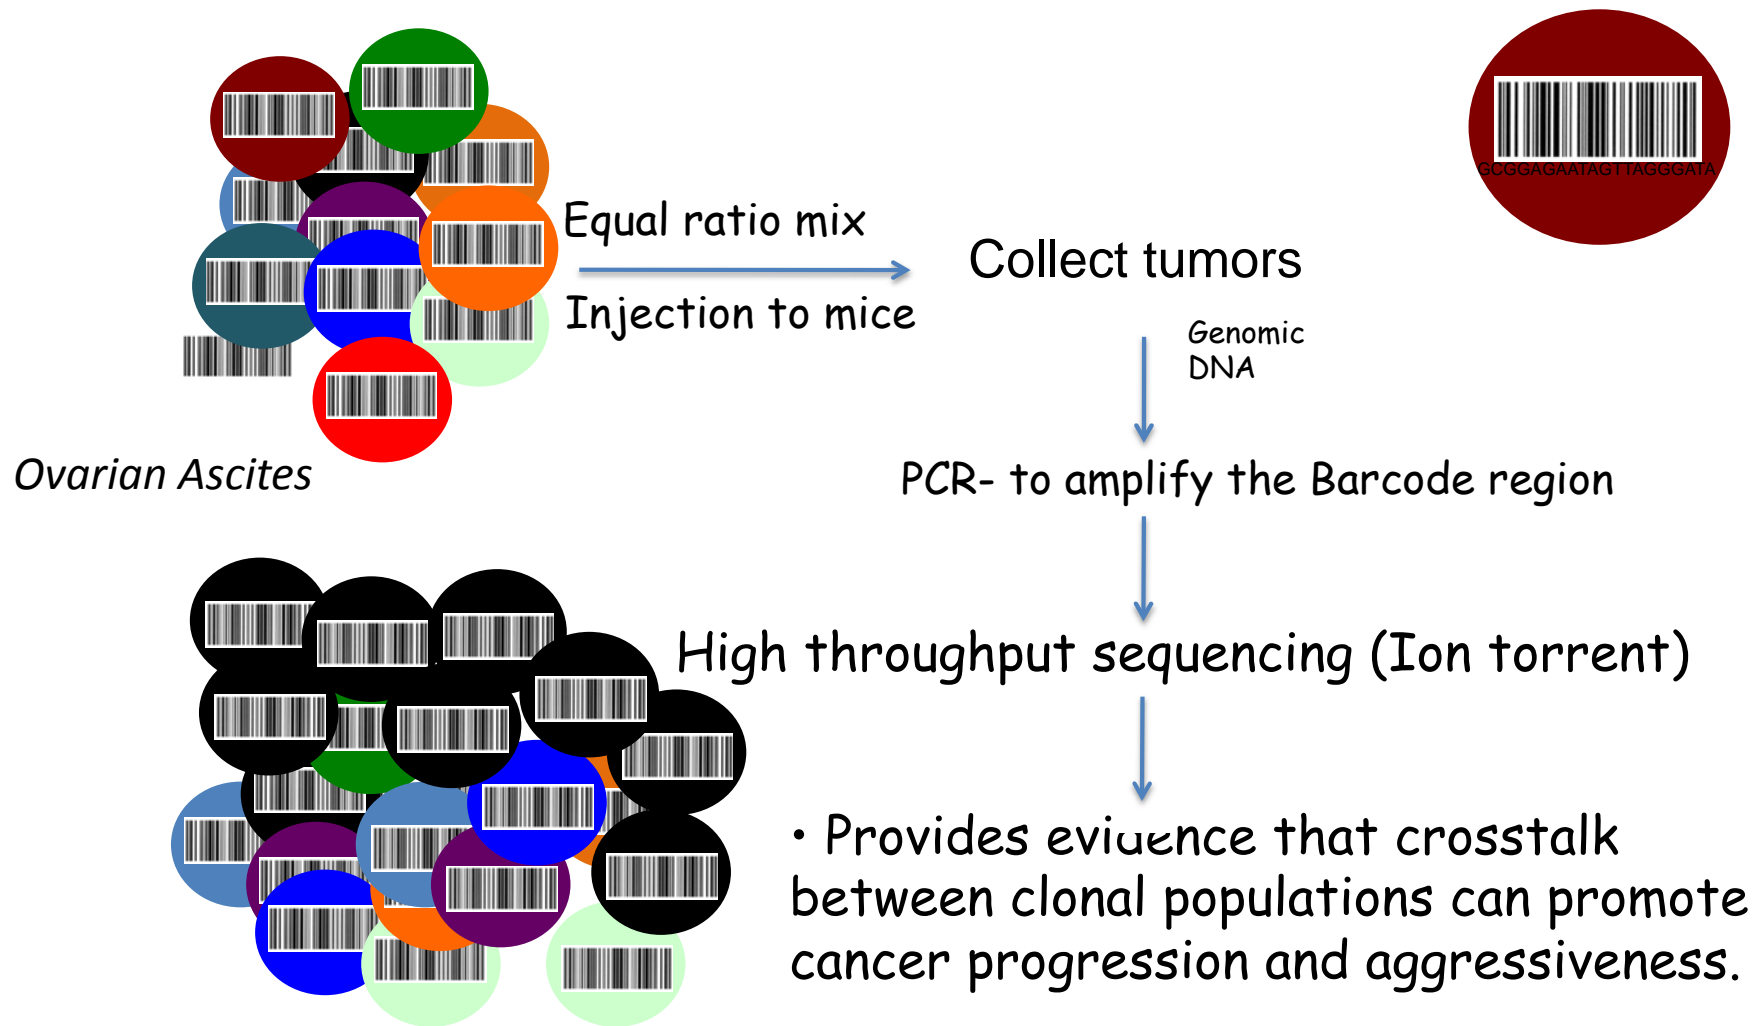 GCGGAGAATAGTTAGGGATA
Equal ratio mix
Injection to mice
Collect tumors
Genomic
DNA
Ovarian Ascites
PCR- to amplify the Barcode region
High throughput sequencing (Ion torrent)
• Provides evidence that crosstalk
between clonal populations can promote
cancer progression and aggressiveness.